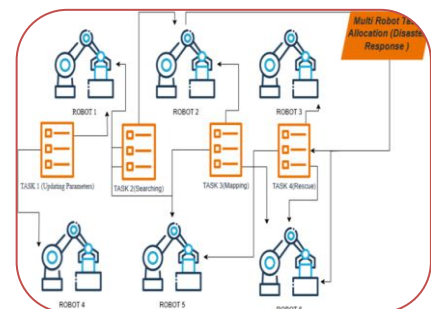 Multi Robot Task
Allocation (Disaster
Response )
ROBOT 1
ROBOT 2
ROBOT 3
TASK 1 (Updating Parameters)
TASK 2(Searching)
TASK 3(Mapping)
TASK 4(Rescue)
ROBOT 4
ROBOT 5